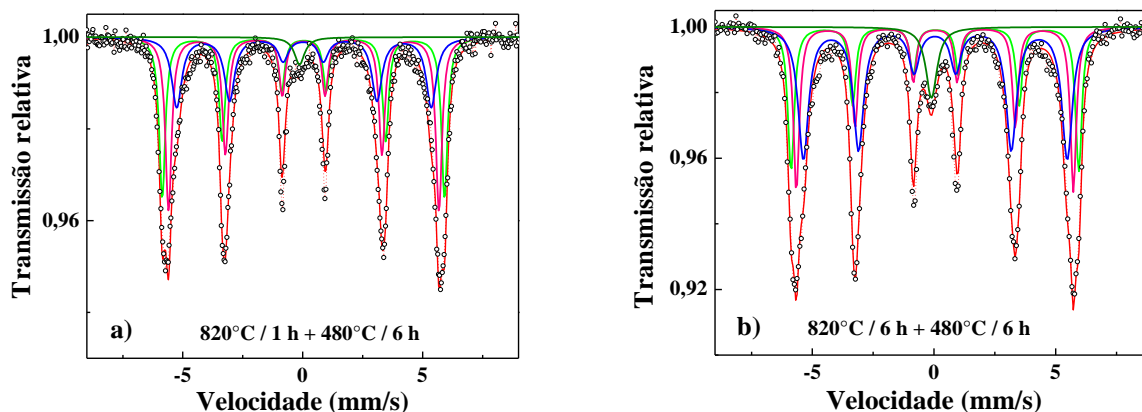 1,00
0,96
Transmissão relativa
a)
820°C / 1 h + 480°C / 6 h
-5
0
5
Velocidade (mm/s)
1,00
0,96
0,92
Transmissão relativa
b)
820°C / 6 h + 480°C / 6 h
-5
0
5
Velocidade (mm/s)